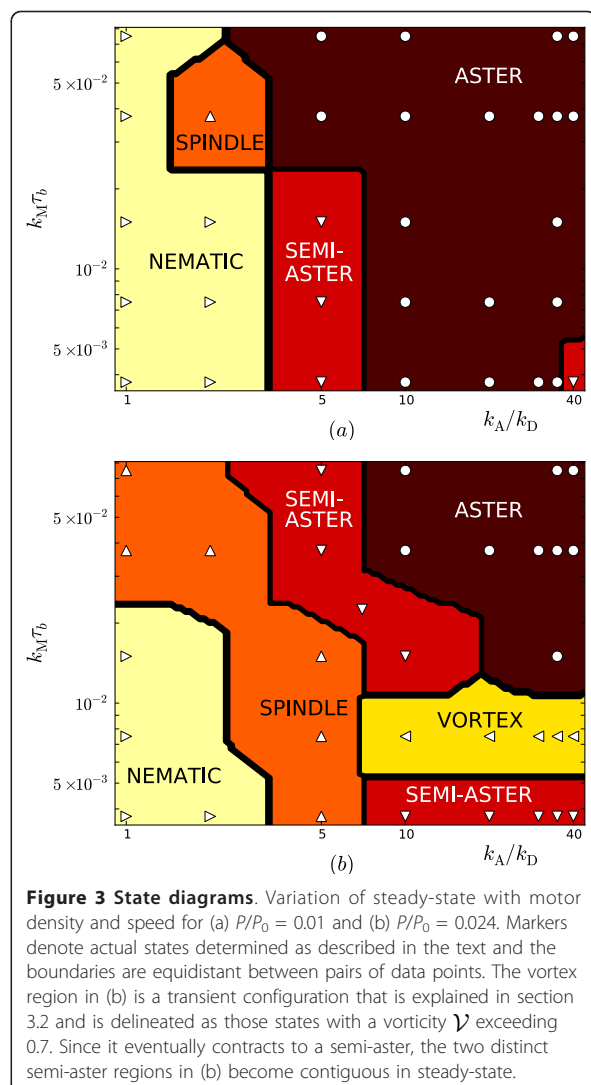 5 ×10⁻²
ASTER
SPINDLE
k_M τ_b
NEMATIC
SEMI-
ASTER
10⁻²
5 ×10⁻³
1
5
10
40
(a)
k_A/k_D
SEMI-
ASTER
ASTER
5 ×10⁻²
k_M τ_b
10⁻²
SPINDLE
VORTEX
NEMATIC
5 ×10⁻³
SEMI-ASTER
1
5
10
40
(b)
k_A/k_D
Figure 3 State diagrams. Variation of steady-state with motor
density and speed for (a) P/P₀ = 0.01 and (b) P/P₀ = 0.024. Markers
denote actual states determined as described in the text and the
boundaries are equidistant between pairs of data points. The vortex
region in (b) is a transient configuration that is explained in section
3.2 and is delineated as those states with a vorticity 𝒱 exceeding
0.7. Since it eventually contracts to a semi-aster, the two distinct
semi-aster regions in (b) become contiguous in steady-state.